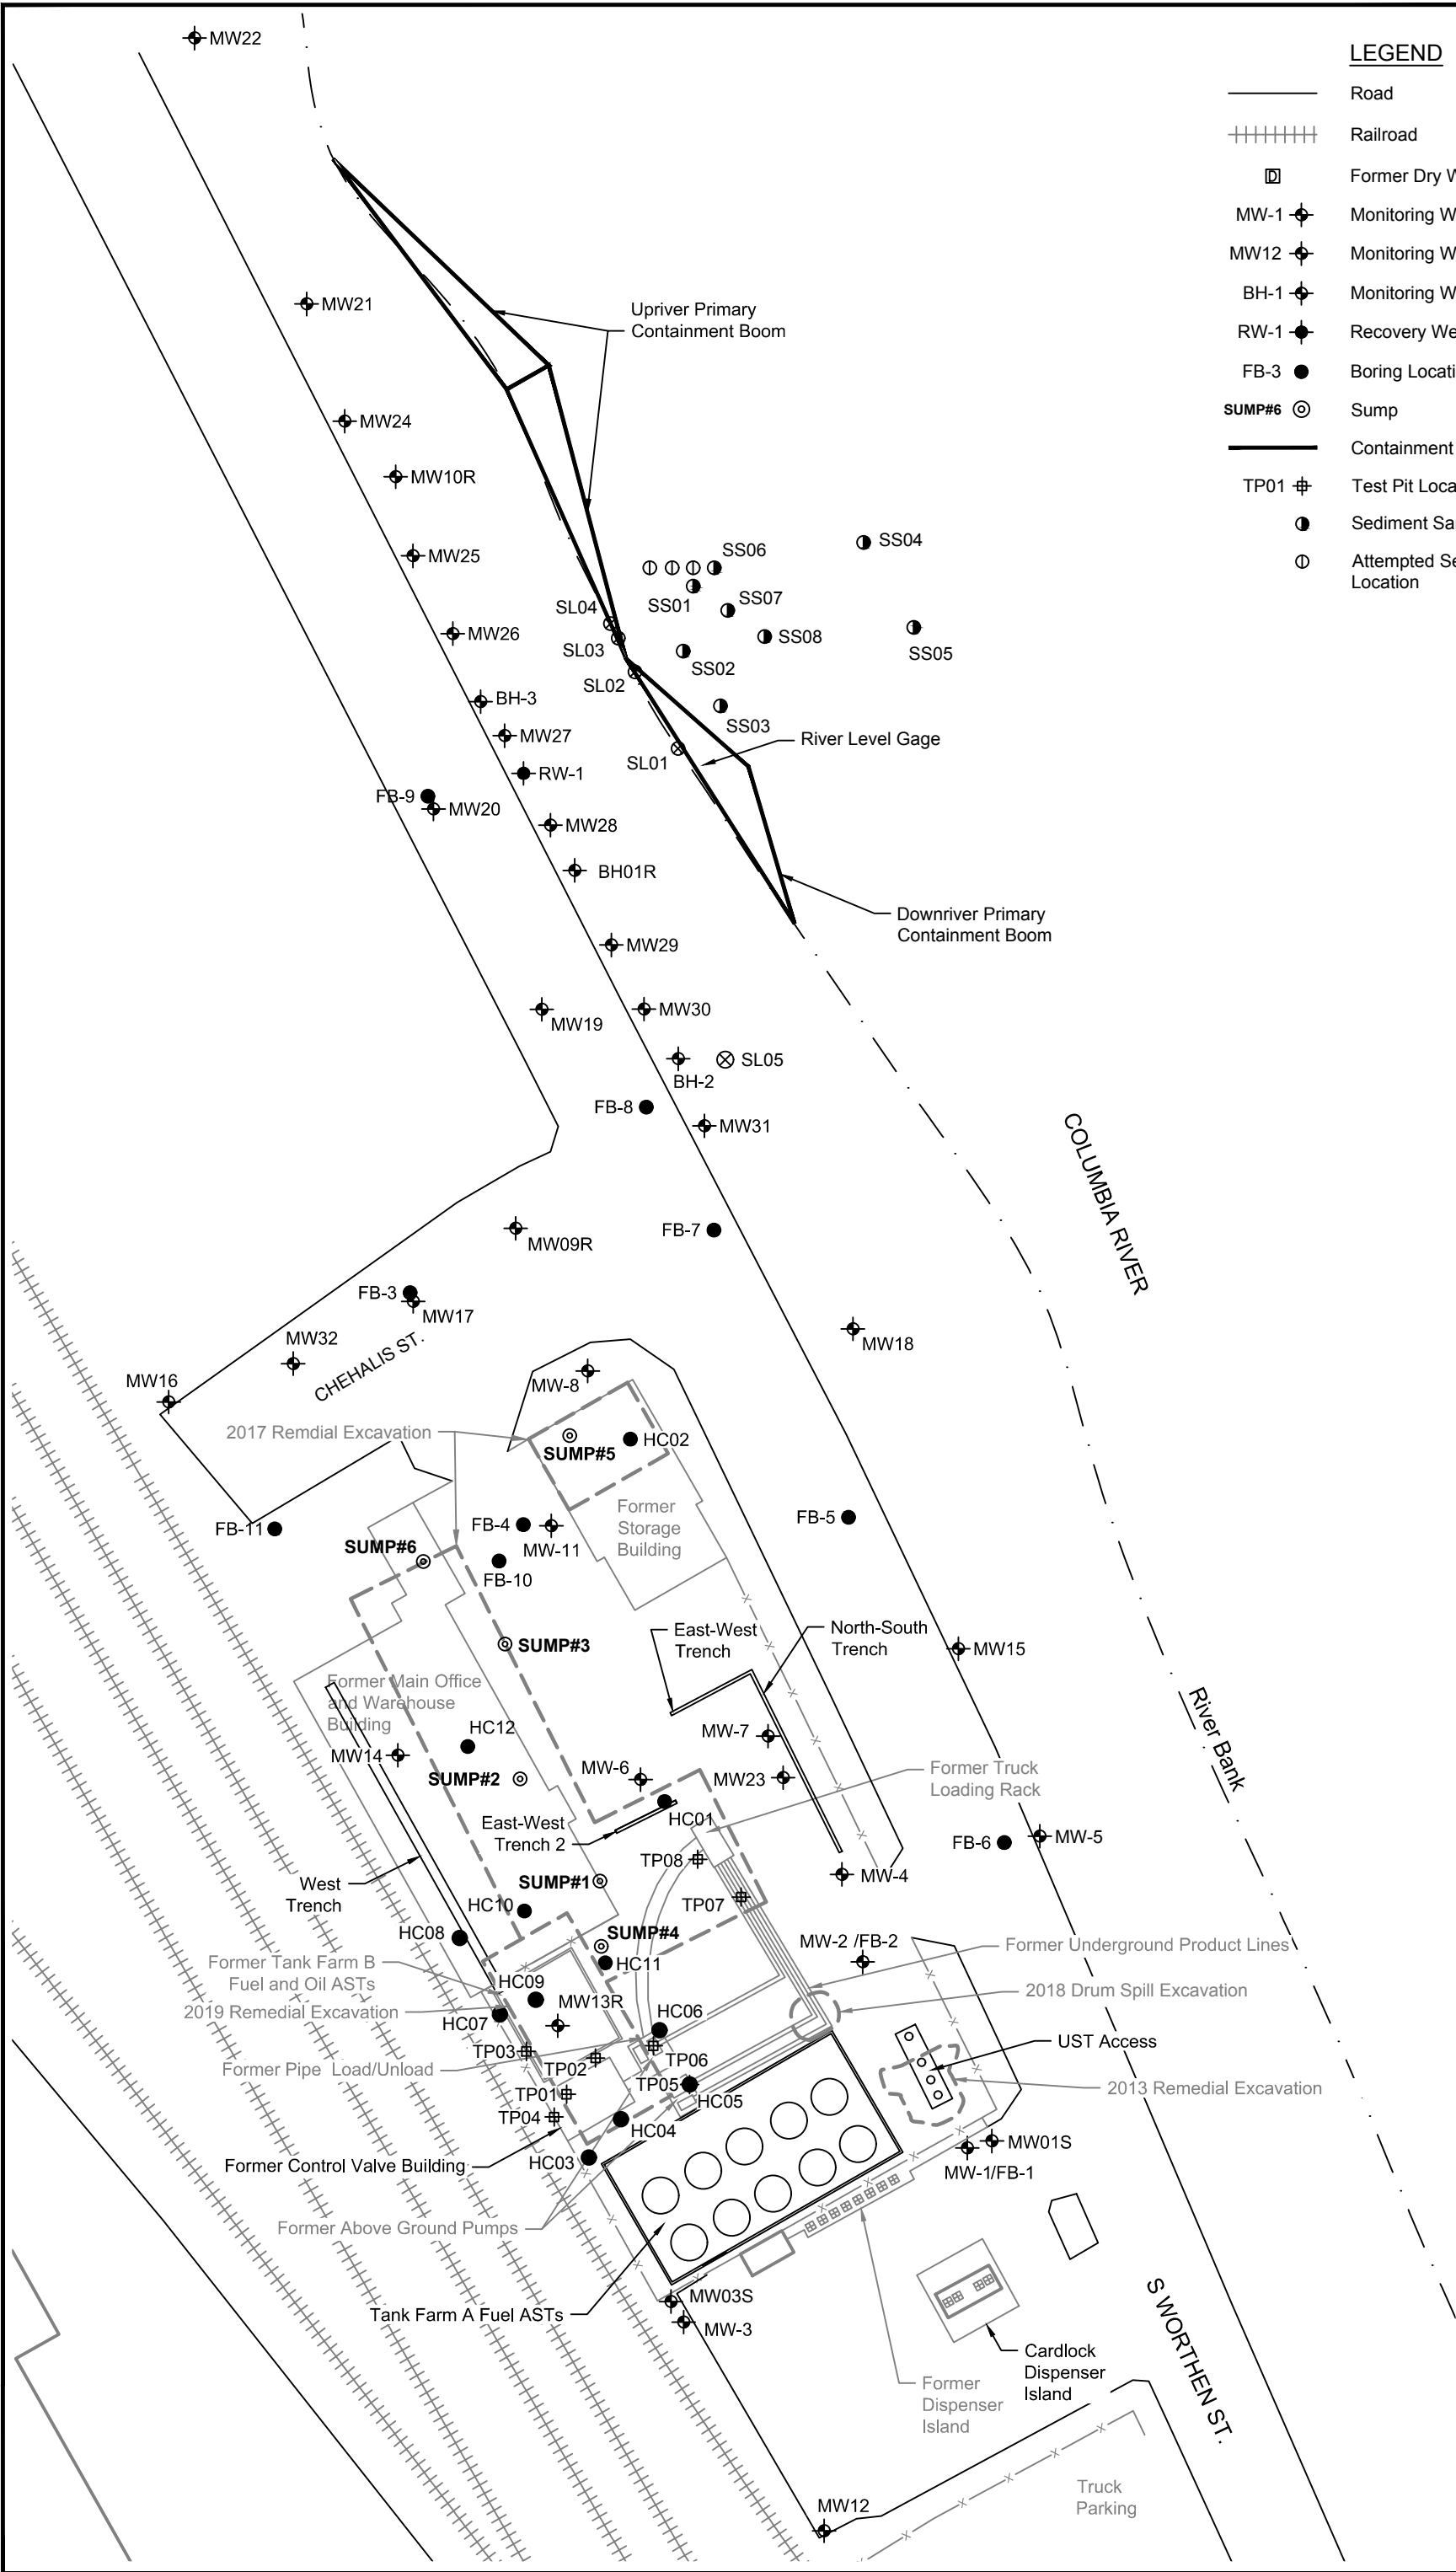 LEGEND
Road
Railroad
Former Dry W
MW-1 Monitoring W
MW12 Monitoring W
BH-1 Monitoring W
RW-1 Recovery We
FB-3 Boring Locati
SUMP#6 Sump
Containment
TP01 Test Pit Loca
Sediment Sa
Attempted Se
Location
D
MW22
MW21
Upriver Primary
Containment Boom
MW24
MW10R
MW25
SS04
SS06
SS01
SS07
SL04
MW26
SS08
SS05
SL03
SS02
SL02
BH-3
SS03
MW27
River Level Gage
SL01
RW-1
FB-9
MW20
MW28
BH01R
Downriver Primary
Containment Boom
MW29
MW19
MW30
BH-2
SL05
FB-8
MW31
COLUMBIA RIVER
MW09R
FB-7
FB-3
MW17
MW18
MW32
CHEHALIS ST.
MW16
MW-8
2017 Remdial Excavation
SUMP#5
HC02
Former
Storage
Building
FB-11
FB-4
MW-11
FB-5
SUMP#6
FB-10
SUMP#3
East-West
Trench
North-South
Trench
MW15
Former Main Office
and Warehouse
Building
HC12
MW14
River Bank
MW-7
SUMP#2
MW-6
MW23
Former Truck
Loading Rack
HC01
East-West
Trench 2
FB-6
MW-5
TP08
MW-4
West
Trench
SUMP#1
TP07
HC10
HC08
SUMP#4
MW-2 /FB-2
Former Underground Product Lines
Former Tank Farm B
Fuel and Oil ASTs
HC11
HC09
2018 Drum Spill Excavation
2019 Remedial Excavation
MW13R
HC07
HC06
UST Access
TP03
TP02
TP06
Former Pipe Load/Unload
TP05
2013 Remedial Excavation
TP01
HC05
TP04
HC04
MW01S
Former Control Valve Building
HC03
MW-1/FB-1
Former Above Ground Pumps
MW03S
Tank Farm A Fuel ASTs
MW-3
S WORTHEN ST.
Cardlock
Dispenser
Island
Former
Dispenser
Island
Truck
Parking
MW12